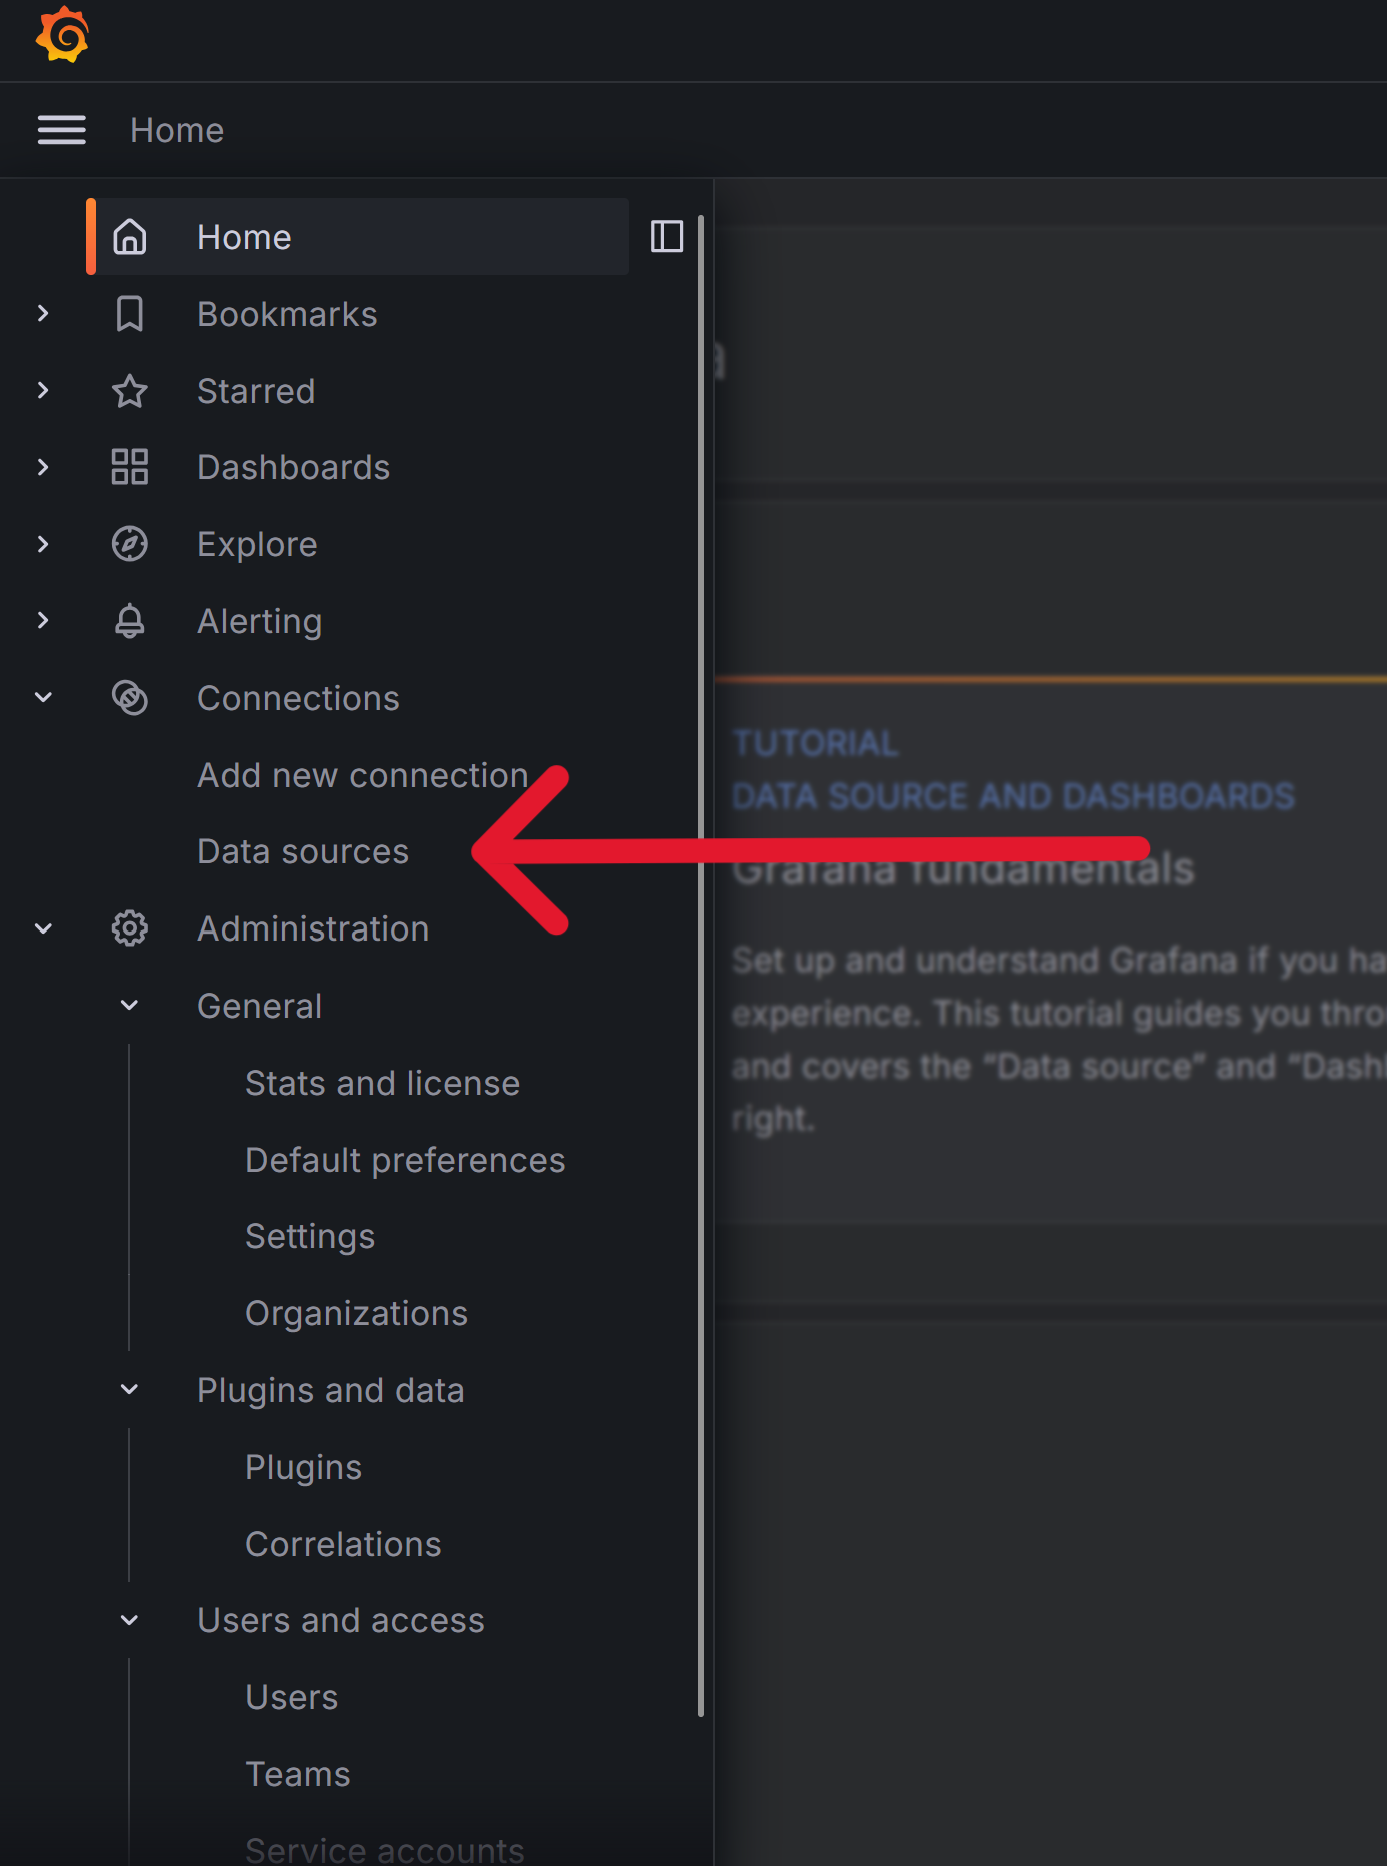 Home
Home
Bookmarks
Starred
Dashboards
Explore
Alerting
Connections
Add new connection
Data sources
Administration
General
Stats and license
Default preferences
Settings
Organizations
Plugins and data
Plugins
Correlations
Users and access
Users
Teams
Service accounts
a
TUTORIAL
DATA SOURCE AND DASHBOARDS
Grafana fundamentals
Set up and understand Grafana if you ha
experience. This tutorial guides you thro
and covers the “Data source” and “Dash
right.